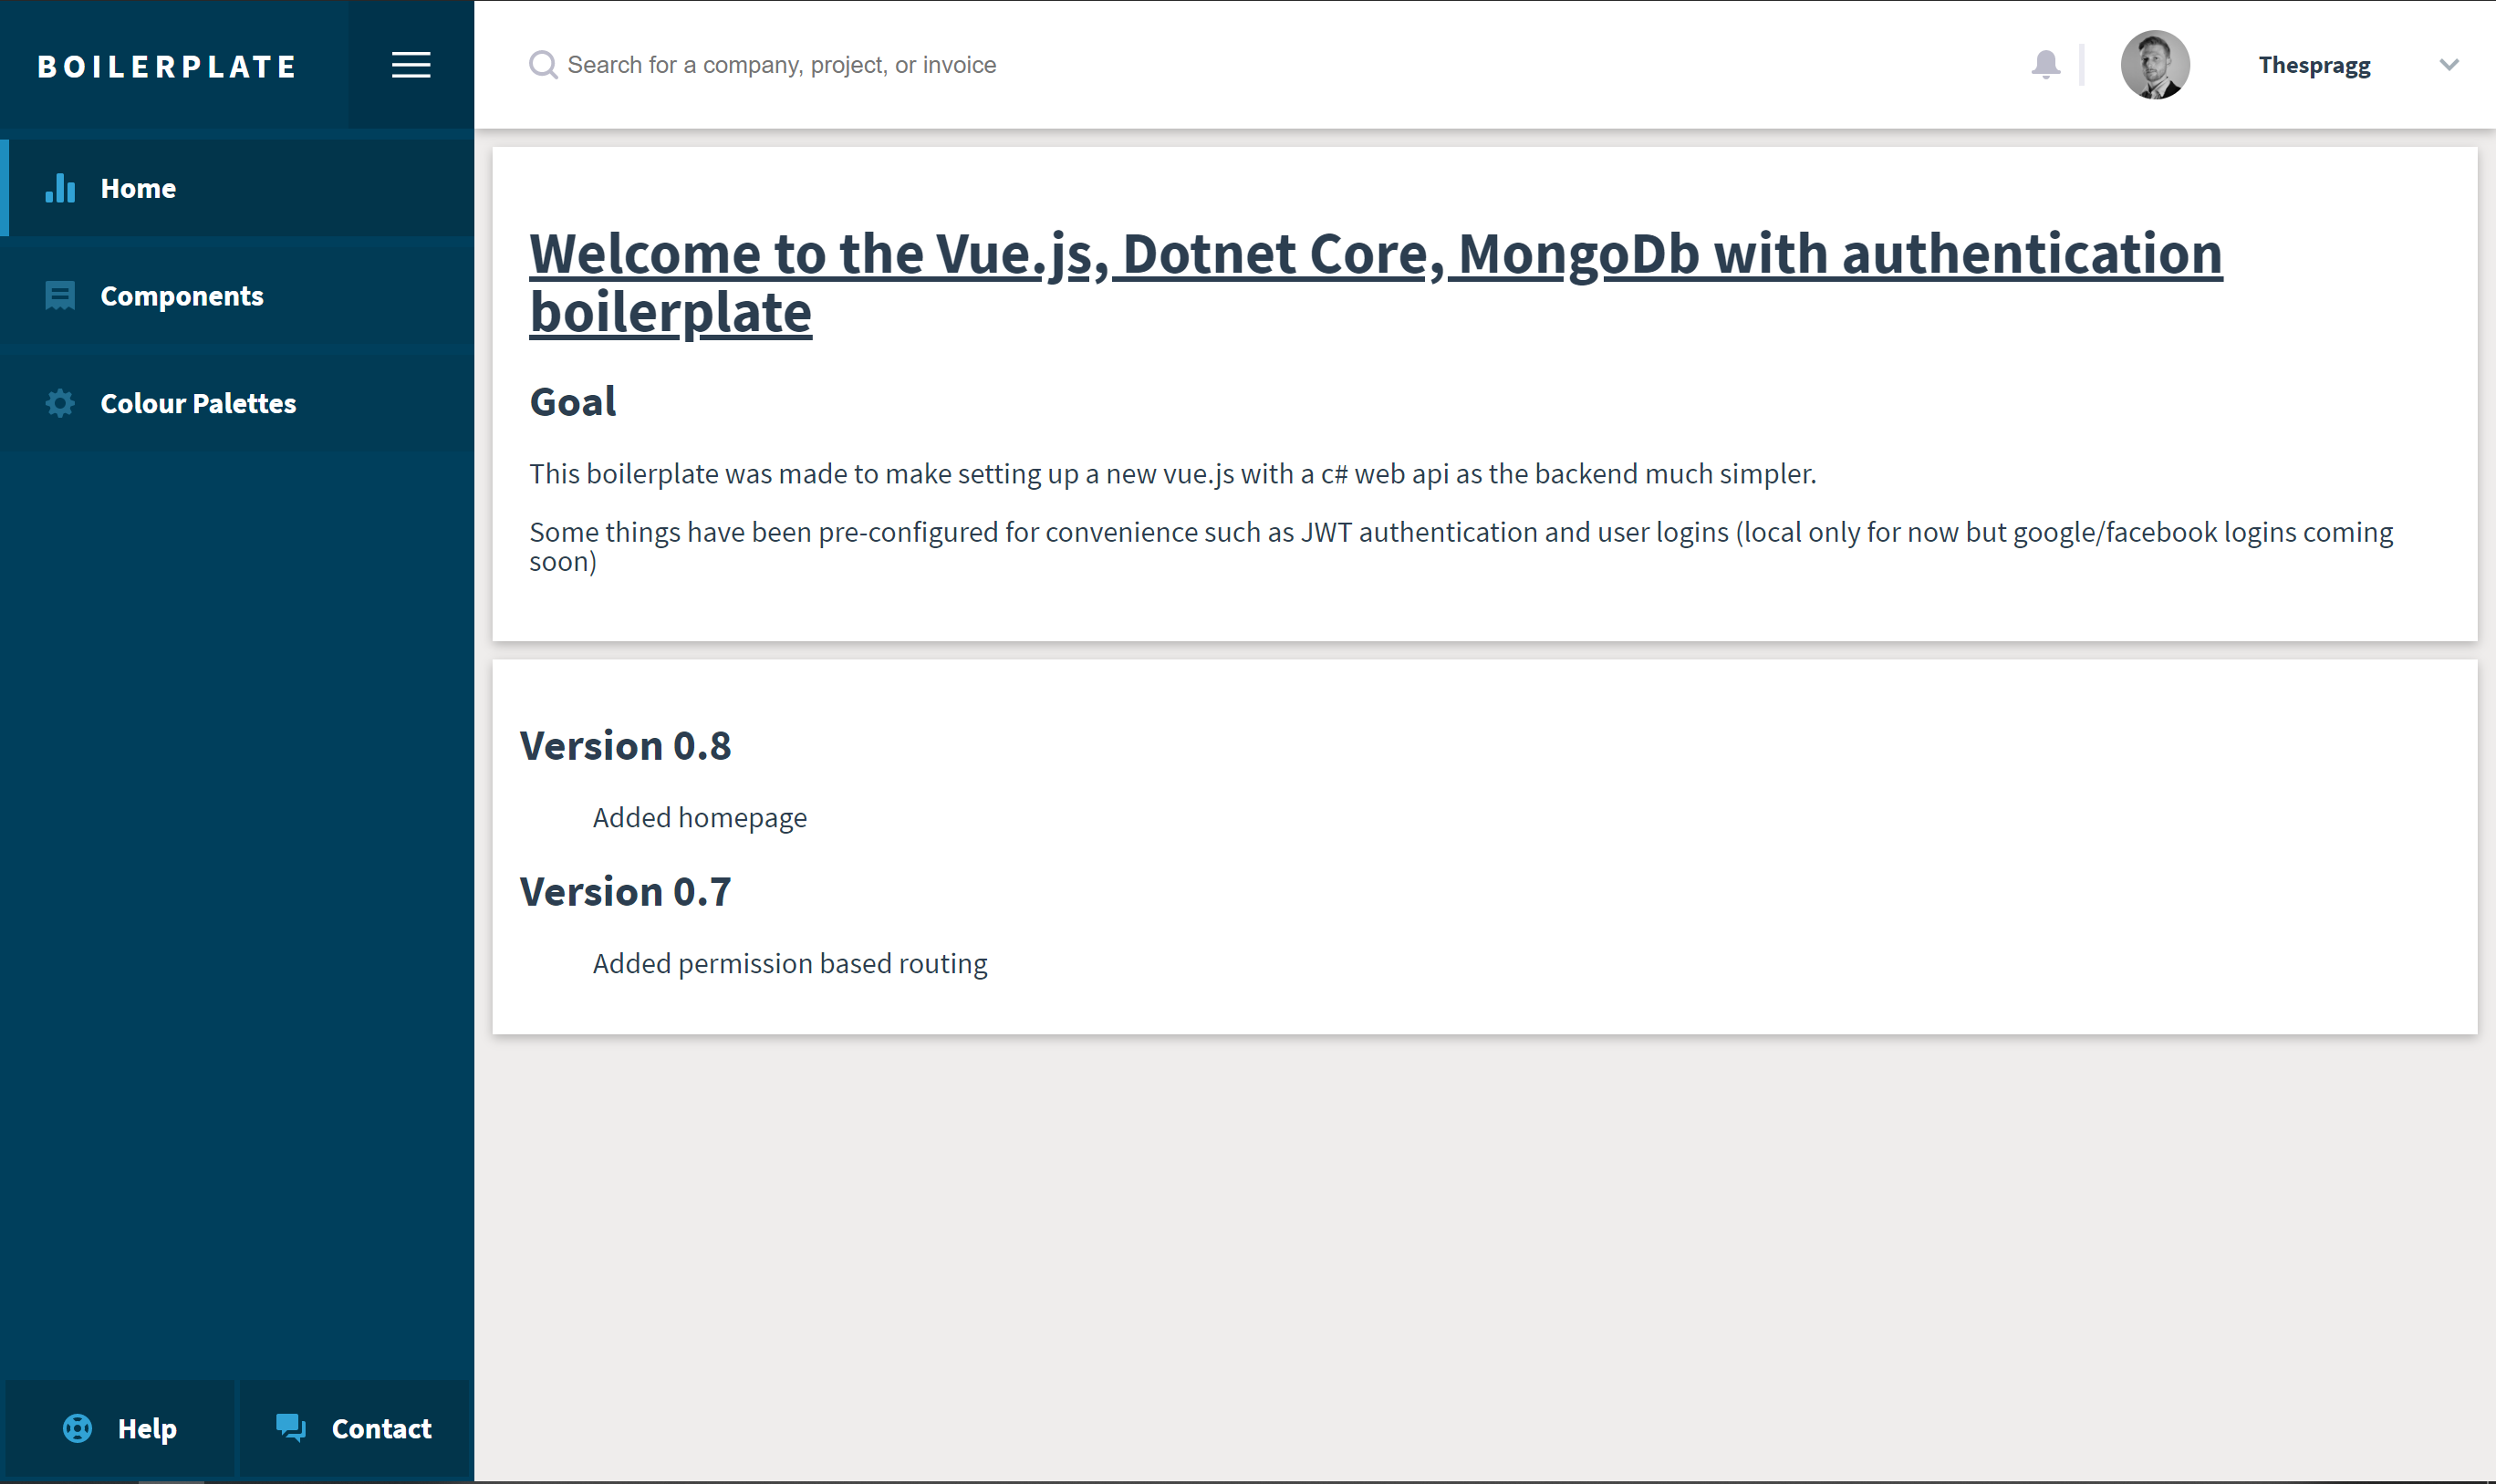 BOILERPLATE
Search for a company, project, or invoice
Thespragg
Home
Components
Colour Palettes
Welcome to the Vue.js, Dotnet Core, MongoDb with authentication
boilerplate
Goal
This boilerplate was made to make setting up a new vue.js with a c# web api as the backend much simpler.
Some things have been pre-configured for convenience such as JWT authentication and user logins (local only for now but google/facebook logins coming
soon)
Version 0.8
Added homepage
Version 0.7
Added permission based routing
Help
Contact